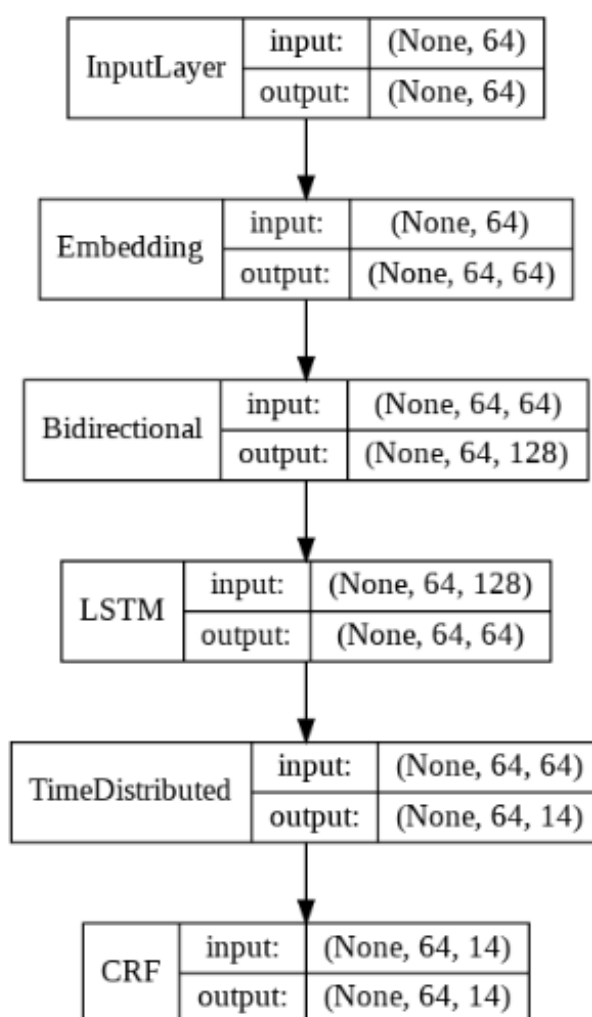 InputLayer
input: (None, 64)
output: (None, 64)
Embedding
input: (None, 64)
output: (None, 64, 64)
Bidirectional
input: (None, 64, 64)
output: (None, 64, 128)
LSTM
input: (None, 64, 128)
output: (None, 64, 64)
TimeDistributed
input: (None, 64, 64)
output: (None, 64, 14)
CRF
input: (None, 64, 14)
output: (None, 64, 14)